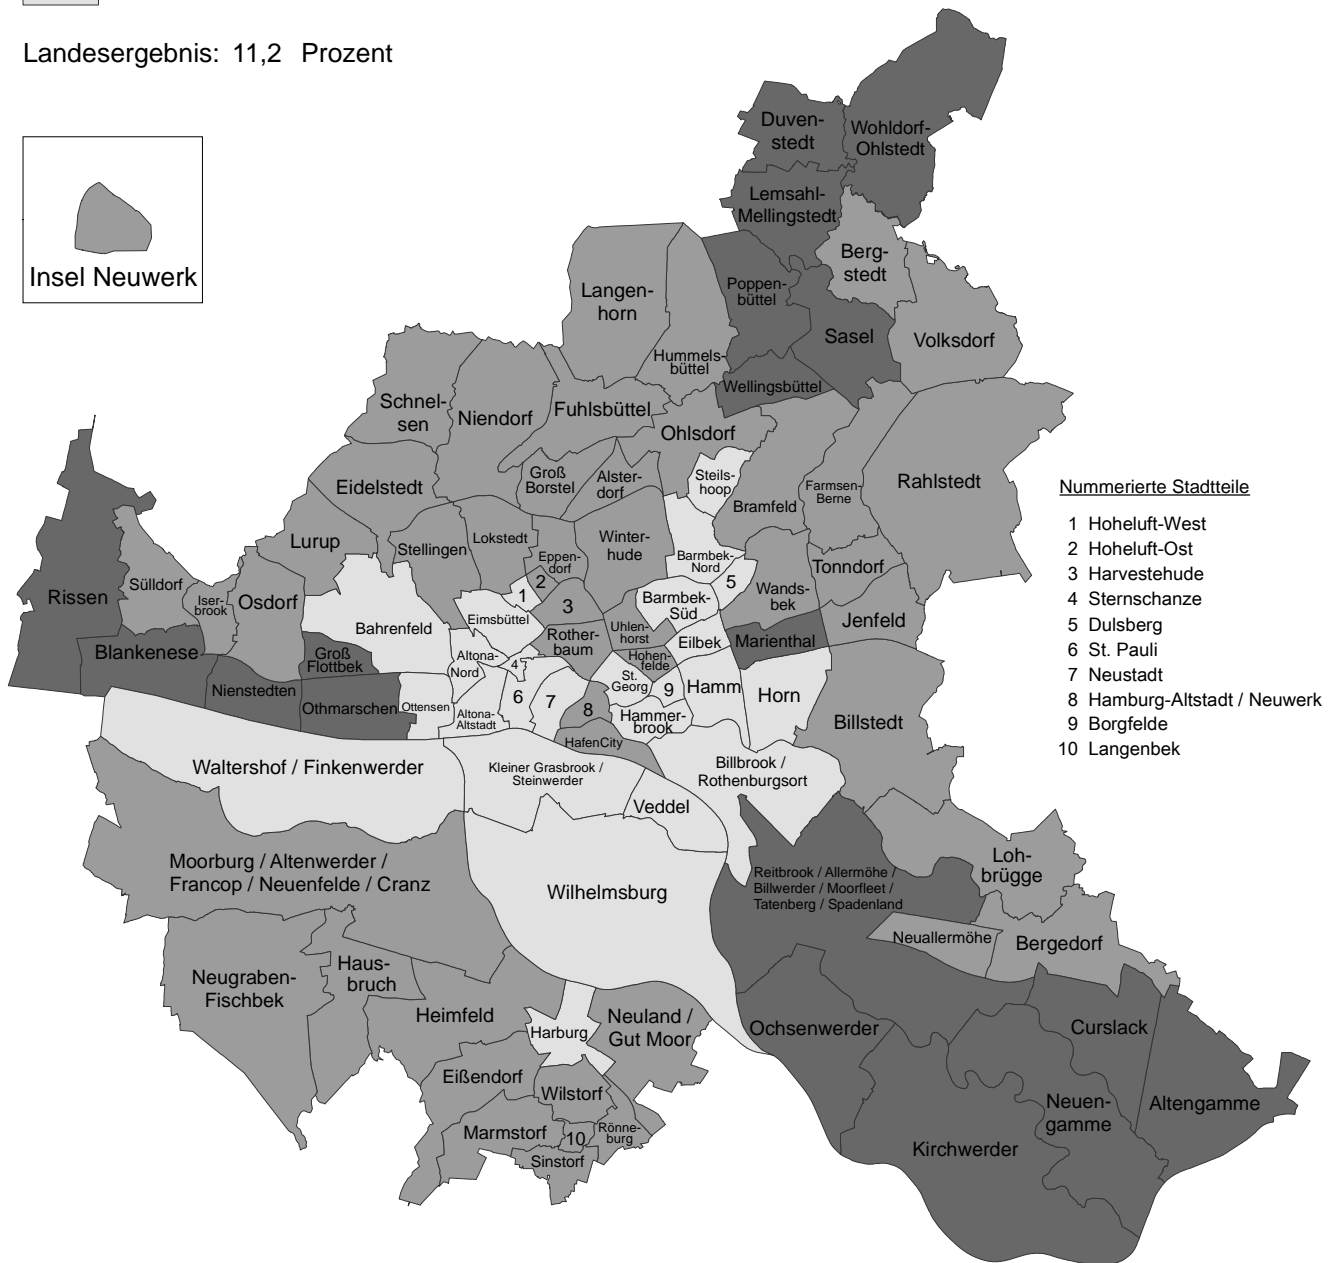 Landesergebnis: 11,2 Prozent
Insel Neuwerk
Duven-
stedt
Wohldorf-
Ohlstedt
Lemsahl-
Mellingstedt
Berg-
stedt
Langen-
horn
Poppen-
büttel
Sasel
Volksdorf
Hummels-
büttel
Wellingsbüttel
Schnel-
sen
Niendorf
Fuhlsbüttel
Ohlsdorf
Eidelstedt
Groß
Borstel
Alster-
dorf
Steils-
hoop
Bramfeld
Farmsen-
Berne
Rahlstedt
Lurup
Stellingen
Lokstedt
Eppen-
dorf
Winter-
hude
Barmbek-
Nord
Tonndorf
Rissen
Sülldorf
Iser-
brook
Osdorf
1
2
3
5
Barmbek-
Süd
Wands-
bek
Jenfeld
Bahrenfeld
Eimsbüttel
Rother-
baum
Uhlen-
horst
Eilbek
Marienthal
Blankenese
Groß
Flottbek
Altona-
Nord
4
Hohen-
felde
St.
Georg
9
Hamm
Horn
Nienstedten
Othmarschen
Ottensen
Altona-
Altstadt
6
7
8
Hammer-
brook
Billstedt
HafenCity
Waltershof / Finkenwerder
Kleiner Grasbrook /
Steinwerder
Billbrook /
Rothenburgsort
Veddel
Moorburg / Altenwerder /
Francop / Neuenfelde / Cranz
Wilhelmsburg
Reitbrook / Allermöhe /
Billwerder / Moorfleet /
Tatenberg / Spadenland
Loh-
brügge
Neuallermöhe
Bergedorf
Neugraben-
Fischbek
Haus-
bruch
Heimfeld
Harburg
Neuland /
Gut Moor
Ochsenwerder
Curslack
Eißendorf
Wilstorf
Neuen-
gamme
Altengamme
Marmstorf
10
Rönne-
burg
Sinstorf
Kirchwerder
Nummerierte Stadtteile
1 Hoheluft-West
2 Hoheluft-Ost
3 Harvestehude
4 Sternschanze
5 Dulsberg
6 St. Pauli
7 Neustadt
8 Hamburg-Altstadt / Neuwerk
9 Borgfelde
10 Langenbek